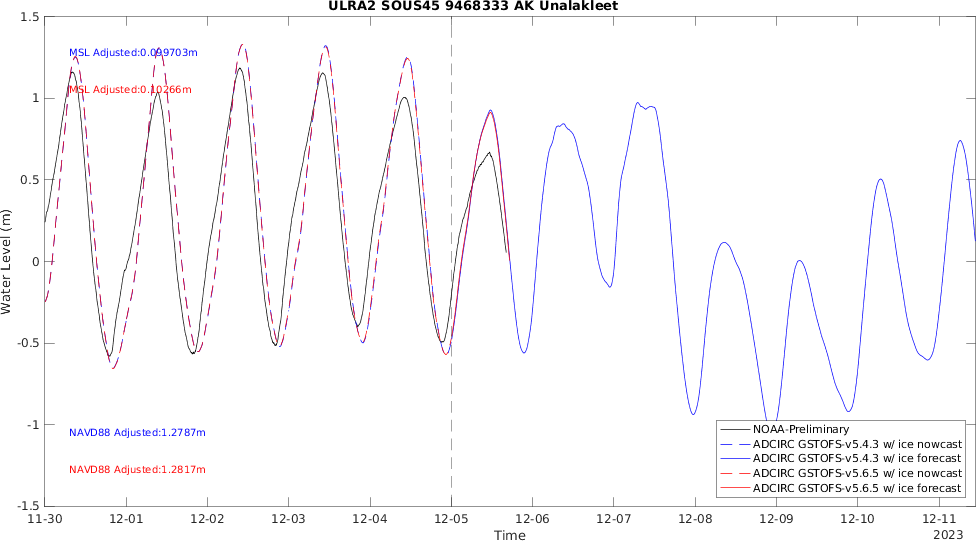 ULRA2 SOUS45 9468333 AK Unalakleet
MSL Adjusted:0.099703m
MSL Adjusted:0.10266m
NAVD88 Adjusted:1.2787m
NAVD88 Adjusted:1.2817m
Water Level (m)
1.5
1
0.5
0
-0.5
-1
-1.5
NOAA-Preliminary
ADCIRC GSTOFS-v5.4.3 w/ ice nowcast
ADCIRC GSTOFS-v5.4.3 w/ ice forecast
ADCIRC GSTOFS-v5.6.5 w/ ice nowcast
ADCIRC GSTOFS-v5.6.5 w/ ice forecast
11-30 12-01 12-02 12-03 12-04 12-05 12-06 12-07 12-08 12-09 12-10 12-11
Time
2023